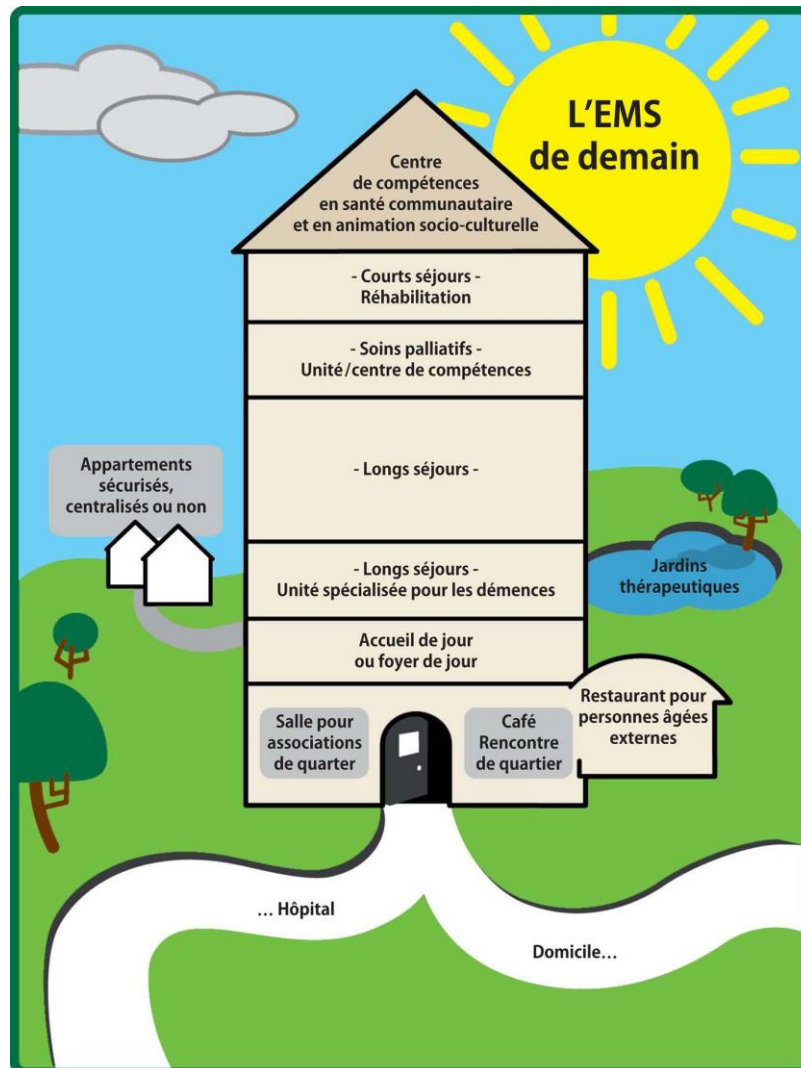 L'EMS
de demain
Centre
de compétences
en santé communautaire
et en animation socio-culturelle
- Courts séjours -
Réhabilitation
- Soins palliatifs -
Unité/centre de compétences
- Longs séjours -
Appartements
sécurisés,
centralisés ou non
- Longs séjours -
Unité spécialisée pour les démences
Jardins
thérapeutiques
Accueil de jour
ou foyer de jour
Salle pour
associations
de quarter
Café
Rencontre
de quartier
Restaurant pour
personnes âgées
externes
... Hôpital
Domicile...